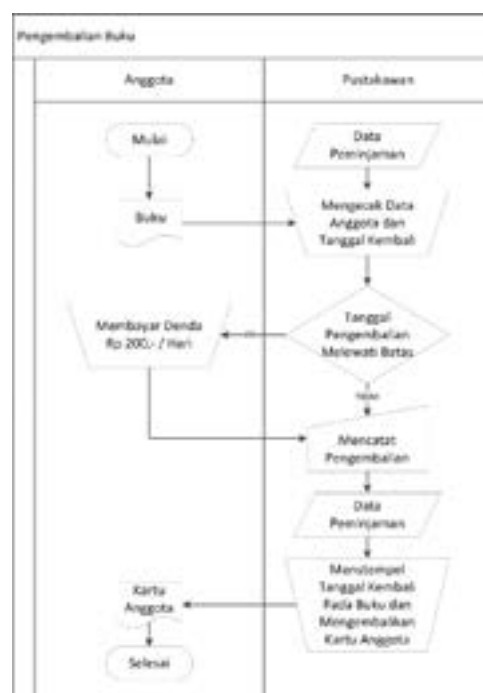 Pengembalian Buku
Anggota
Pustakawan
Mulai
Data
Peminjaman
Buku
Mengecek Data
Anggota dan
Tanggal Kembali
Tanggal
Pengembalian
Melewati Batas
Membayar Denda
Rp 200,- / Hari
Tidak
Mencatat
Pengembalian
Data
Peminjaman
Menstempel
Tanggal Kembali
Pada Buku dan
Mengembalikan
Kartu Anggota
Kartu
Anggota
Selesai